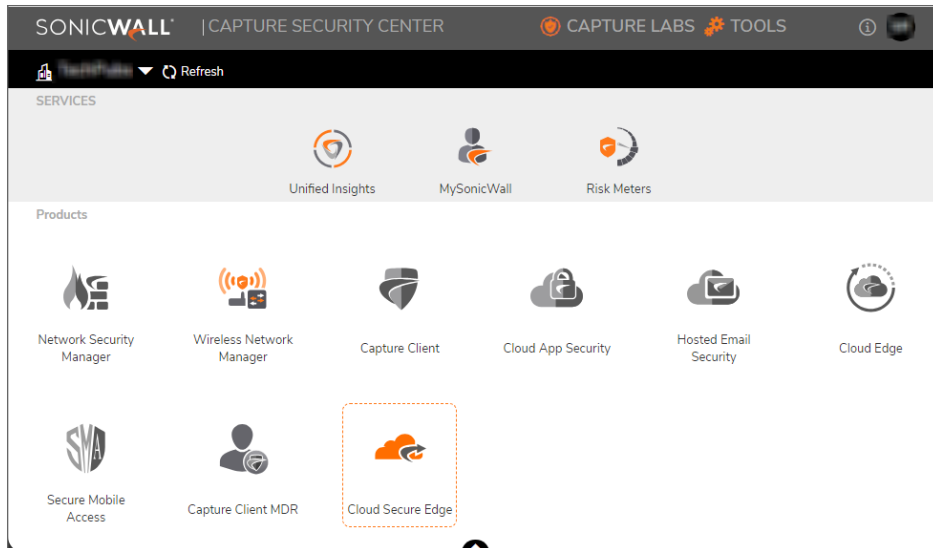 SONICWALL | CAPTURE SECURITY CENTER CAPTURE LABS TOOLS
Refresh
SERVICES
Unified Insights MySonicWall Risk Meters
Products
Network Security Manager
Wireless Network Manager
Capture Client
Cloud App Security
Hosted Email Security
Cloud Edge
SMA
Secure Mobile Access
Capture Client MDR
Cloud Secure Edge